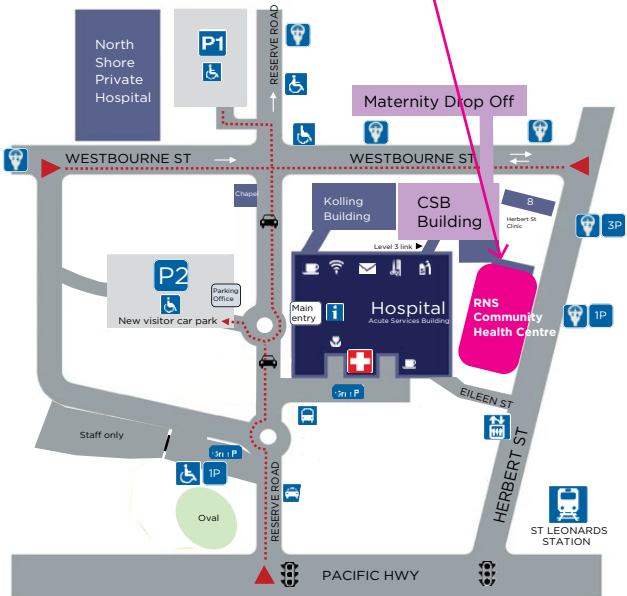 North
Shore
Private
Hospital
P1
RESERVE ROAD
Maternity Drop Off
WESTBOURNE ST
WESTBOURNE ST
Chapel
Kolling
Building
CSB
Building
8
Herbert St
Clinic
3P
Level 3 link
P2
Parking
Office
New visitor car park
Main
entry
i
Hospital
Acute Services Building
RNS
Community
Health Centre
1P
EILEEN ST
P
Staff only
P
1P
Oval
RESERVE ROAD
HERBERT ST
ST LEONARDS
STATION
PACIFIC HWY